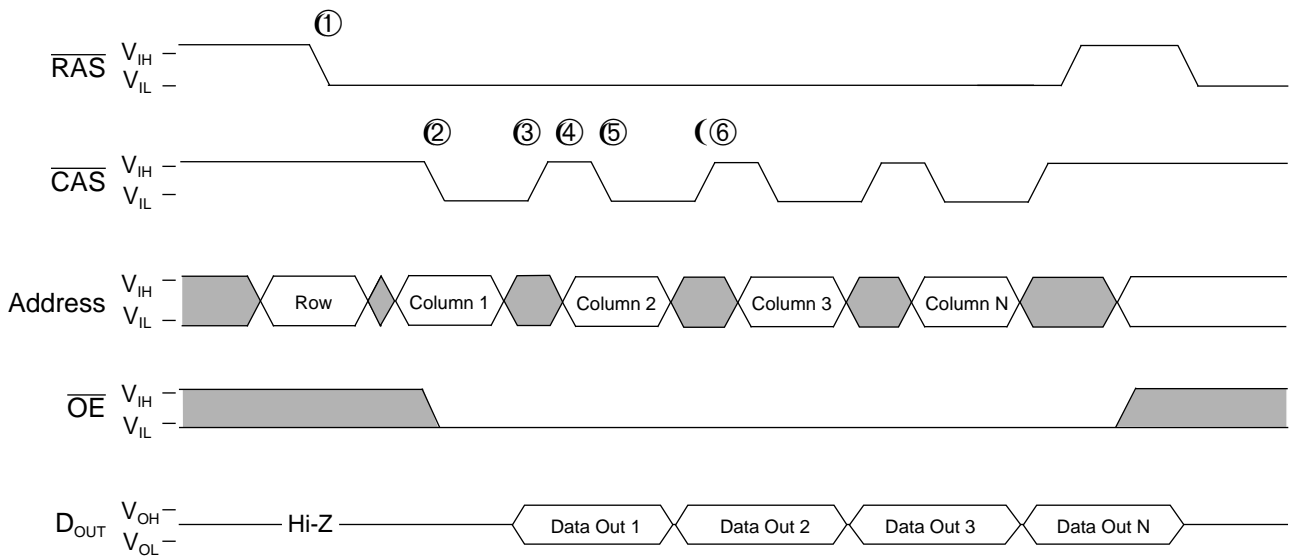 ①
RAS
V_IH
V_IL
② ③ ④ ⑤ ⑥
CAS
V_IH
V_IL
Address
V_IH
V_IL
Row Column 1 Column 2 Column 3 Column N
OE
V_IH
V_IL
D_OUT
V_OH
V_OL
Hi-Z Data Out 1 Data Out 2 Data Out 3 Data Out N